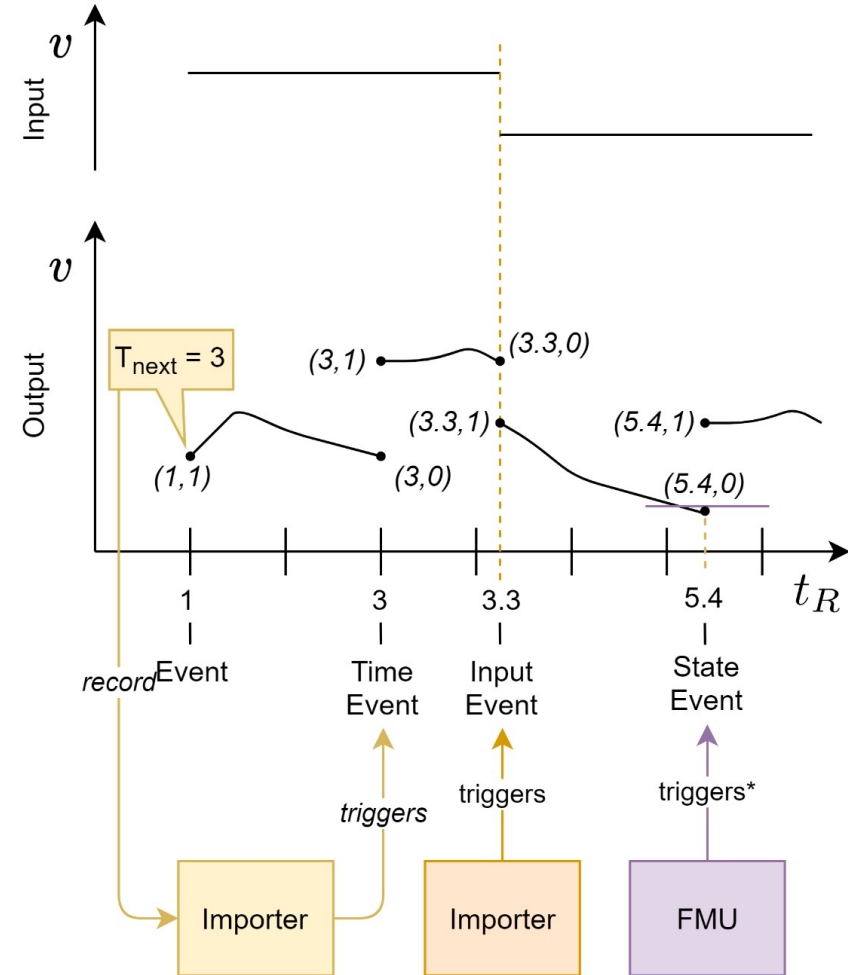 v
Input
v
Output
T_next = 3
(1,1)
(3,1)
(3,0)
(3.3,0)
(3.3,1)
(5.4,1)
(5.4,0)
1
3
3.3
5.4
t_R
Event
Time
Event
Input
Event
State
Event
record
triggers
triggers
triggers*
Importer
Importer
FMU